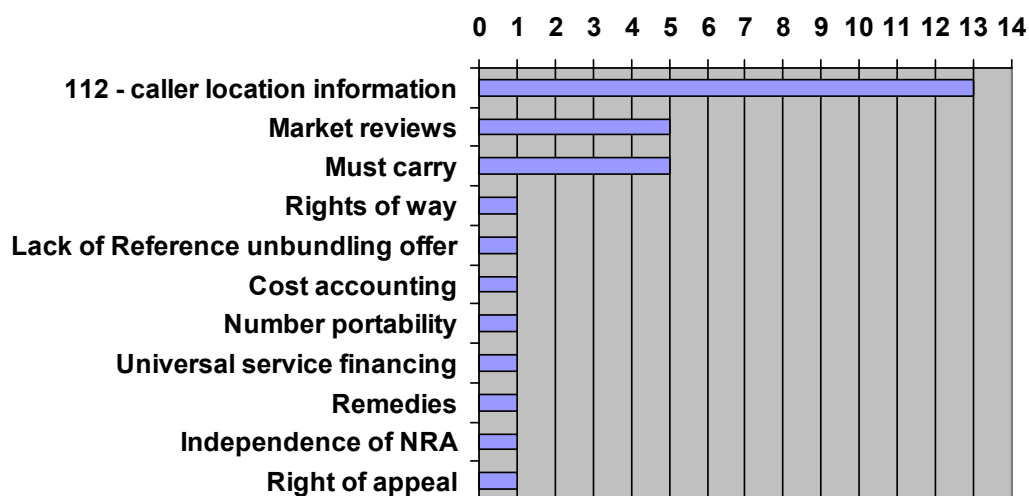 0 1 2 3 4 5 6 7 8 9 10 11 12 13 14
112 - caller location information
Market reviews
Must carry
Rights of way
Lack of Reference unbundling offer
Cost accounting
Number portability
Universal service financing
Remedies
Independence of NRA
Right of appeal